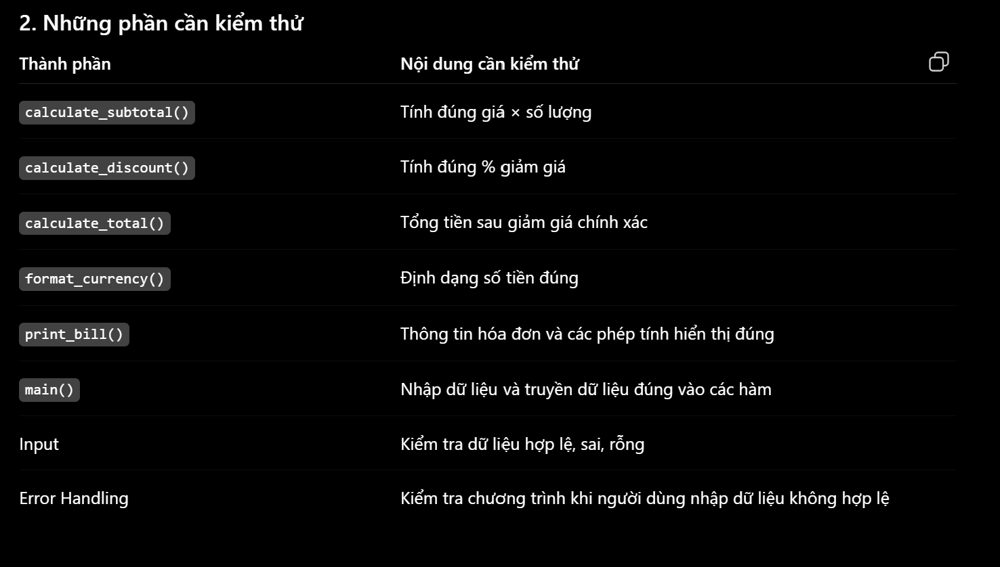 2. Những phần cần kiểm thử
Thành phần Nội dung cần kiểm thử
calculate_subtotal() Tính đúng giá × số lượng
calculate_discount() Tính đúng % giảm giá
calculate_total() Tổng tiền sau giảm giá chính xác
format_currency() Định dạng số tiền đúng
print_bill() Thông tin hóa đơn và các phép tính hiển thị đúng
main() Nhập dữ liệu và truyền dữ liệu đúng vào các hàm
Input Kiểm tra dữ liệu hợp lệ, sai, rỗng
Error Handling Kiểm tra chương trình khi người dùng nhập dữ liệu không hợp lệ